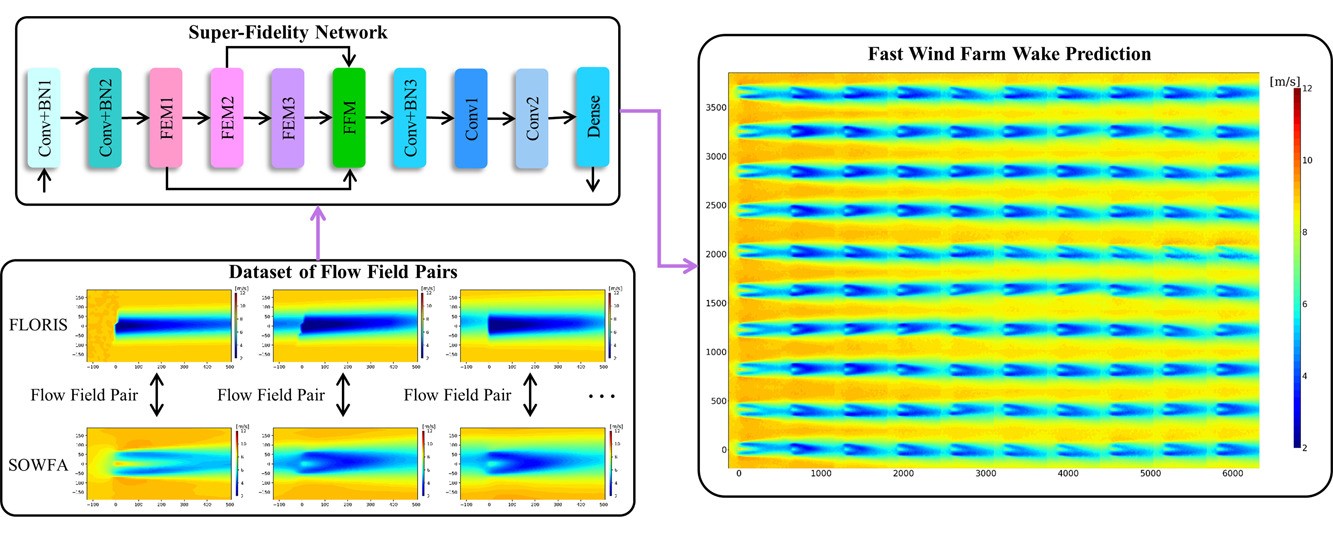 Super-Fidelity Network
Conv+BN1
Conv+BN2
FEM1
FEM2
FEM3
FFM
Conv+BN3
Conv1
Conv2
Dense
Dataset of Flow Field Pairs
FLORIS
Flow Field Pair
Flow Field Pair
Flow Field Pair
...
SOWFA
Fast Wind Farm Wake Prediction
[m/s]
12
10
8
6
4
2
3500
3000
2500
2000
1500
1000
500
0
0 1000 2000 3000 4000 5000 6000